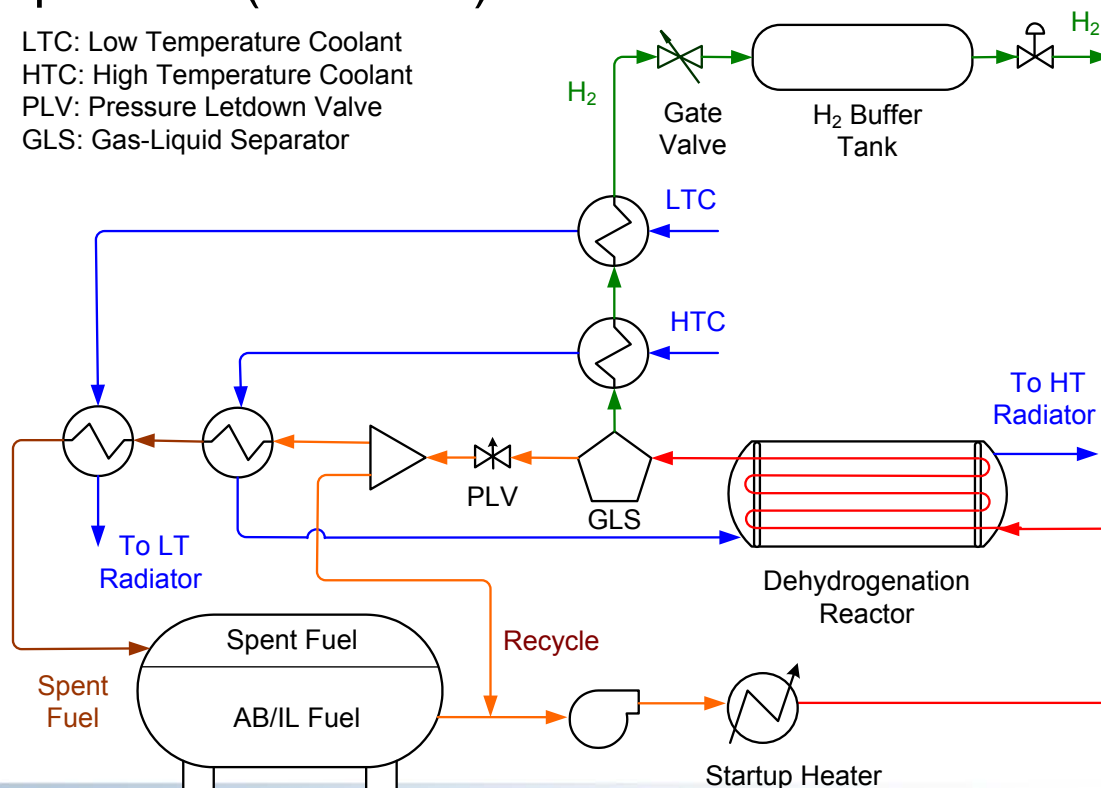 LTC: Low Temperature Coolant
HTC: High Temperature Coolant
PLV: Pressure Letdown Valve
GLS: Gas-Liquid Separator
H₂
H₂
Gate
Valve
H₂ Buffer
Tank
LTC
HTC
To HT
Radiator
PLV
GLS
To LT
Radiator
Dehydrogenation
Reactor
Spent Fuel
Recycle
Spent
Fuel
AB/IL Fuel
Startup Heater